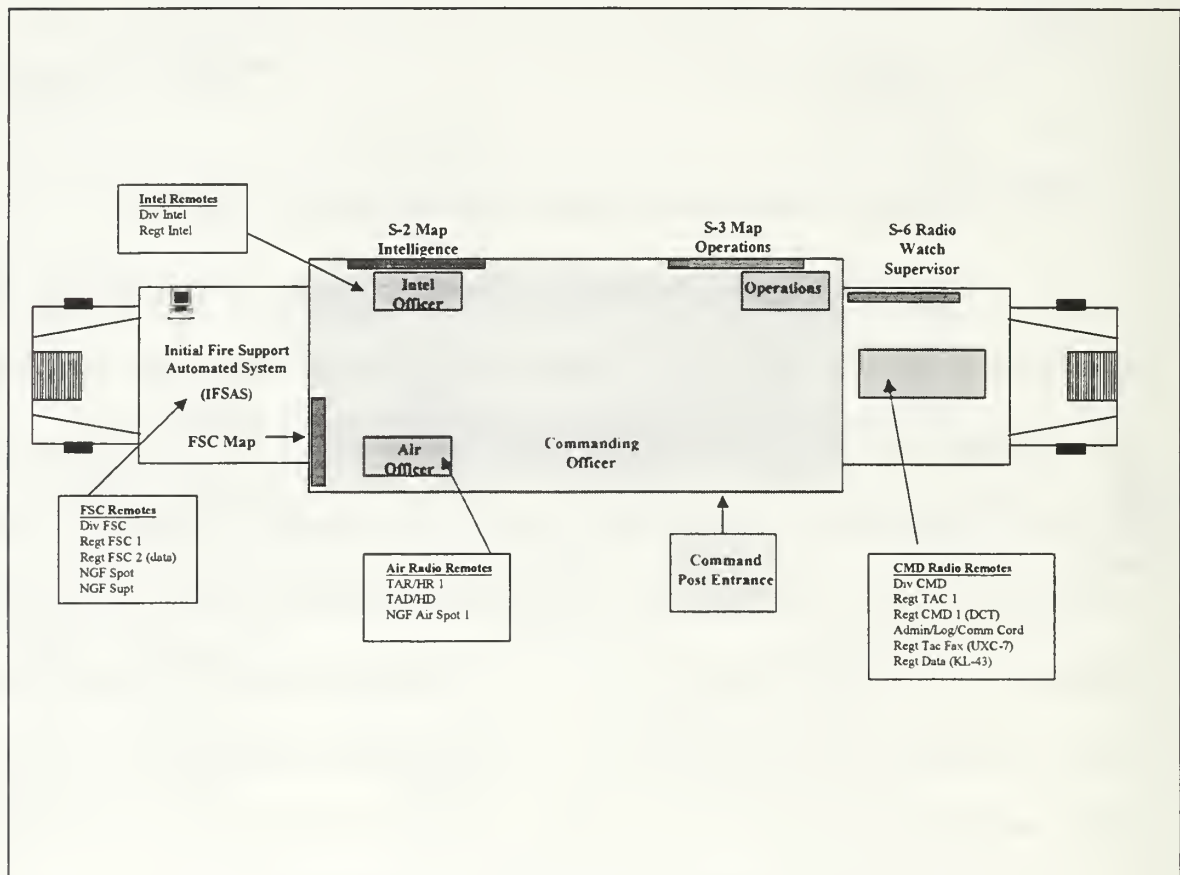 Intel Remotes
Div Intel
Regt Intel
S-2 Map
Intelligence
S-3 Map
Operations
S-6 Radio
Watch
Supervisor
Intel
Officer
Operations
Initial Fire Support
Automated System
(IFSAS)
FSC Map
Air
Officer
Commanding
Officer
FSC Remotes
Div FSC
Regt FSC 1
Regt FSC 2 (data)
NGF Spot
NGF Supt
Air Radio Remotes
TAR/HR 1
TAD/HD
NGF Air Spot 1
Command
Post Entrance
CMD Radio Remotes
Div CMD
Regt TAC 1
Regt CMD 1 (DCT)
Admin/Log/Comm Cord
Regt Tac Fax (UXC-7)
Regt Data (KL-43)